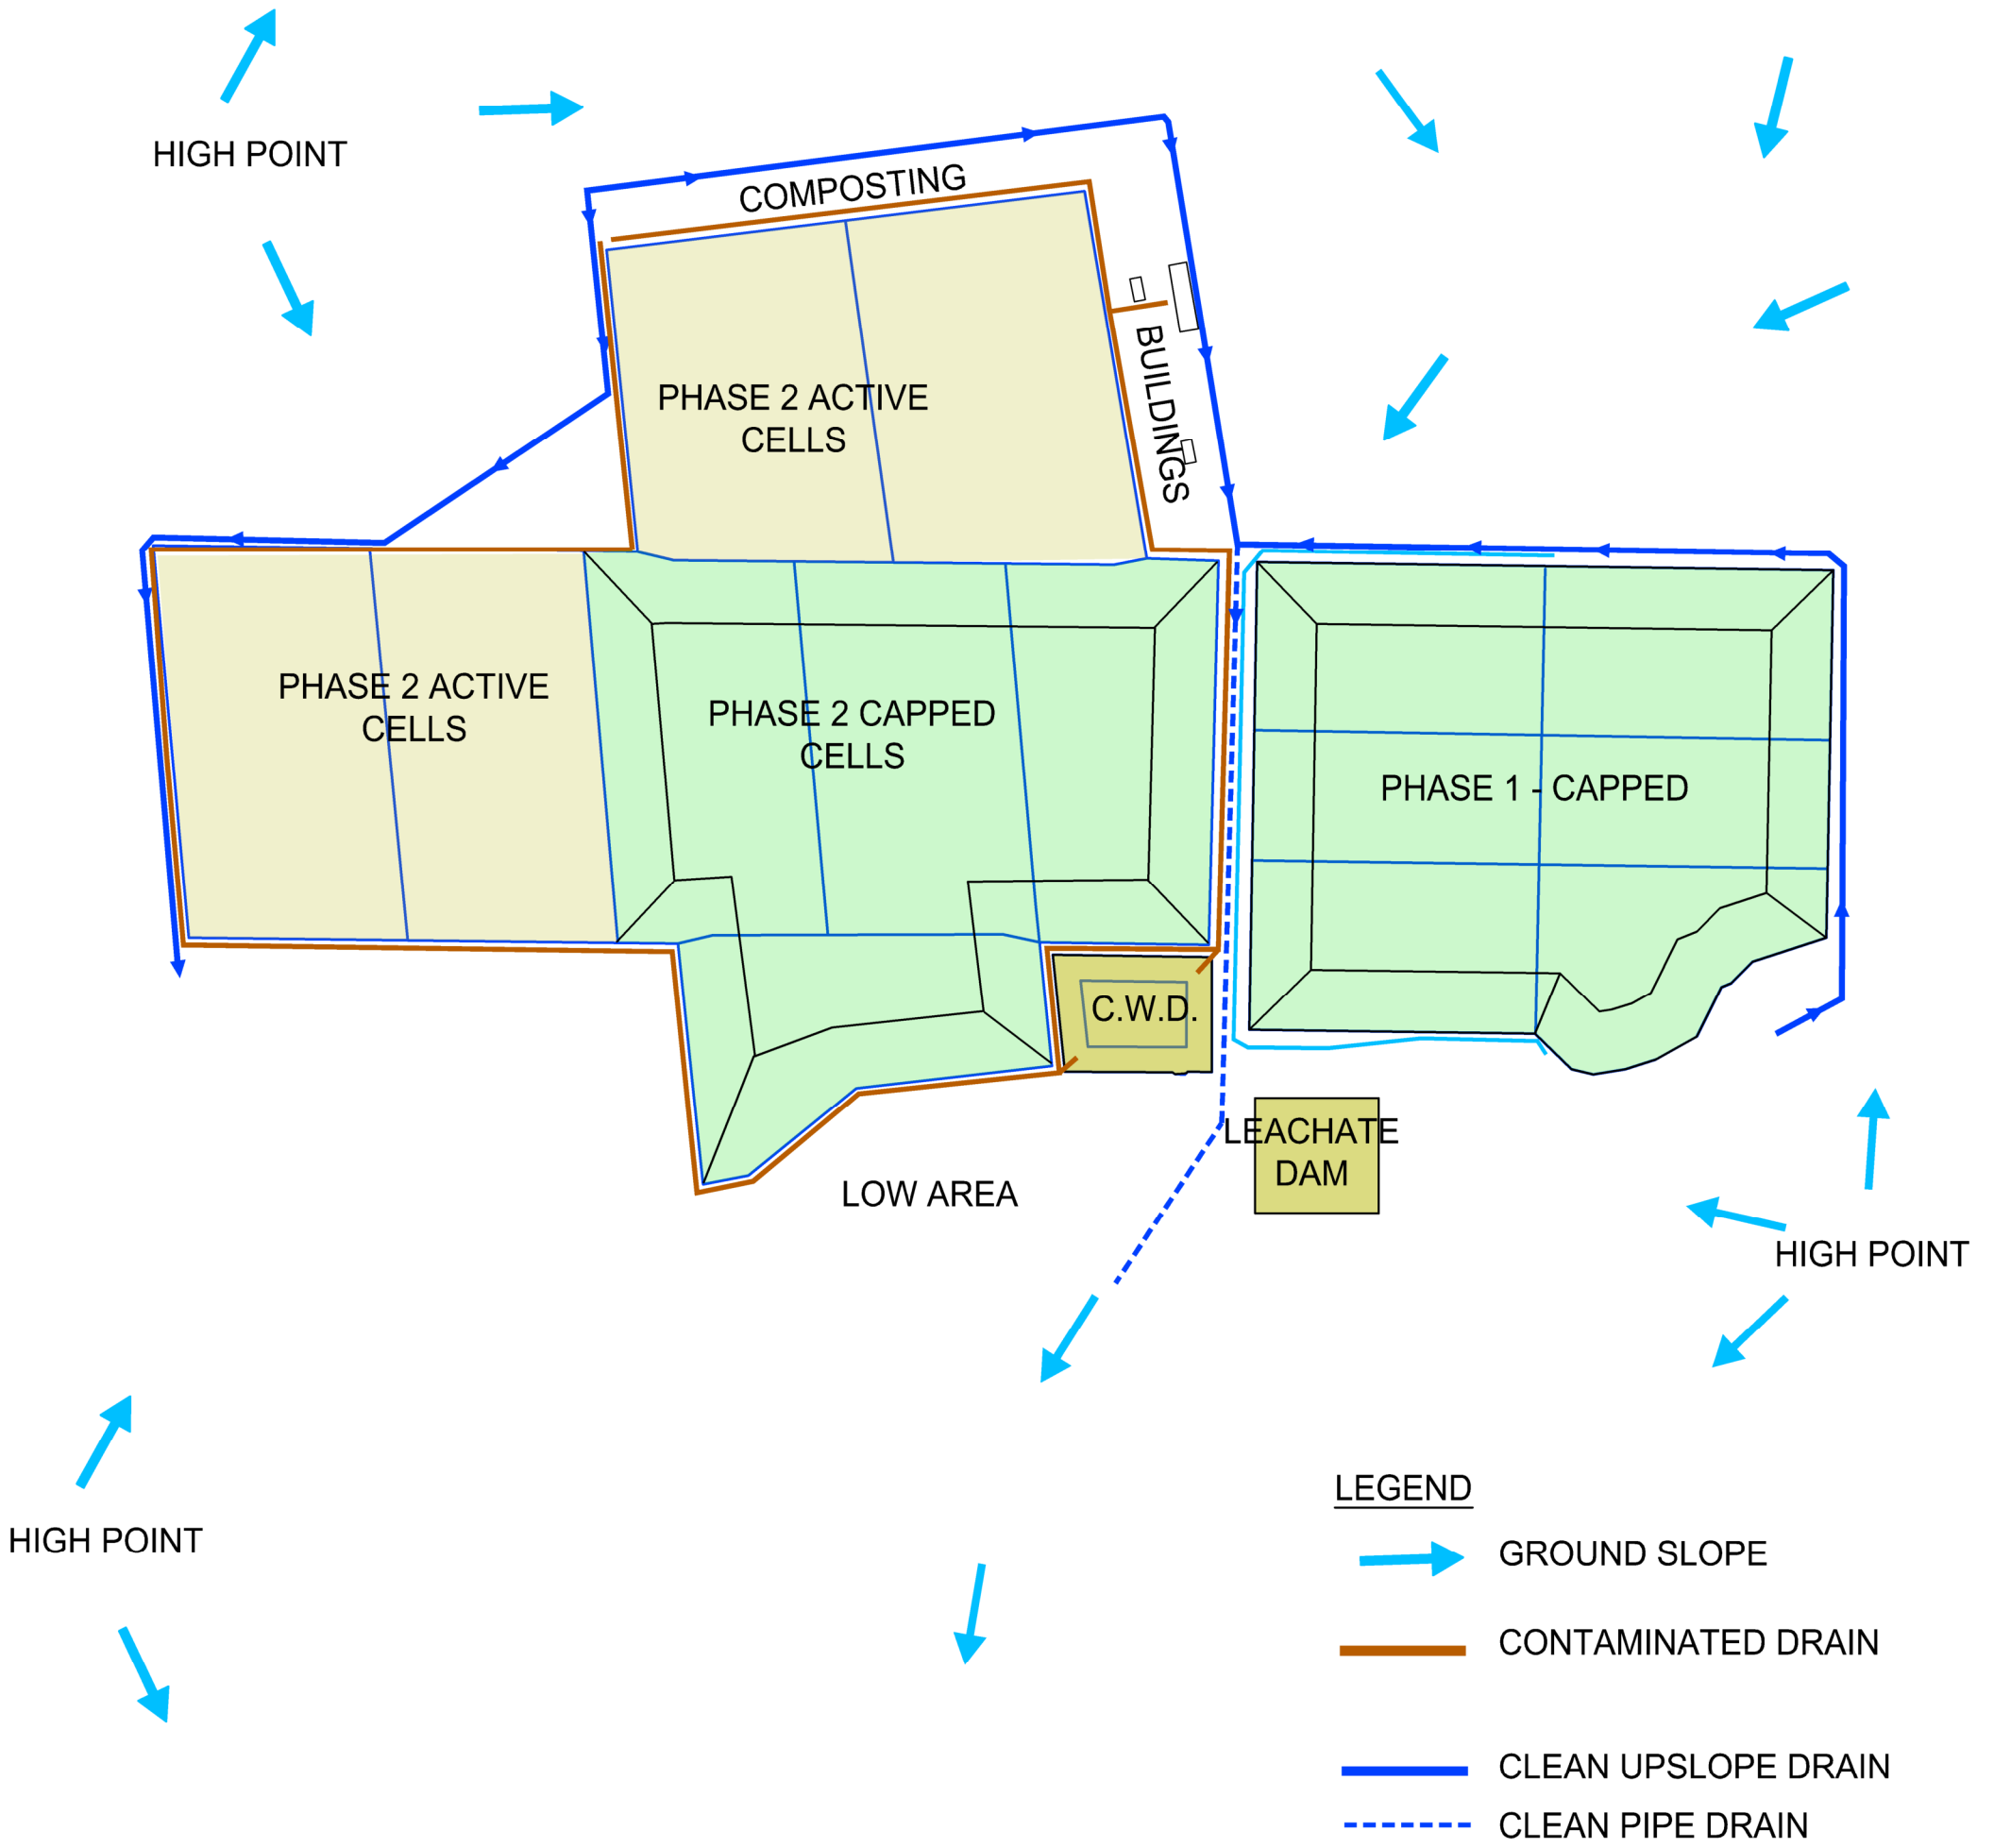 HIGH POINT
COMPOSTING
BUILDINGS
PHASE 2 ACTIVE
CELLS
PHASE 2 ACTIVE
CELLS
PHASE 2 CAPPED
CELLS
PHASE 1 - CAPPED
C.W.D.
LEACHATE
DAM
LOW AREA
HIGH POINT
HIGH POINT
LEGEND
GROUND SLOPE
CONTAMINATED DRAIN
CLEAN UPSLOPE DRAIN
CLEAN PIPE DRAIN